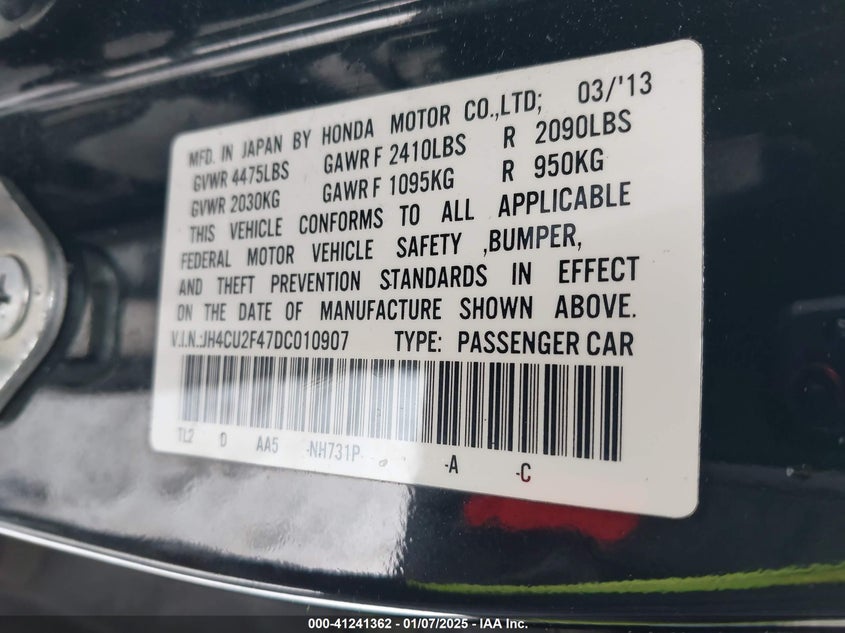 MFD. IN JAPAN BY HONDA MOTOR CO.,LTD; 03/'13
GVWR 4475LBS GAWR F 2410LBS R 2090LBS
GVWR 2030KG GAWR F 1095KG R 950KG
THIS VEHICLE CONFORMS TO ALL APPLICABLE
FEDERAL MOTOR VEHICLE SAFETY ,BUMPER,
AND THEFT PREVENTION STANDARDS IN EFFECT
ON THE DATE OF MANUFACTURE SHOWN ABOVE.
V.I.N.:JH4CU2F47DC010907 TYPE: PASSENGER CAR
TL2 0 AA5 -NH731P- -A -C
000-41241362 - 01/07/2025 - IAA Inc.